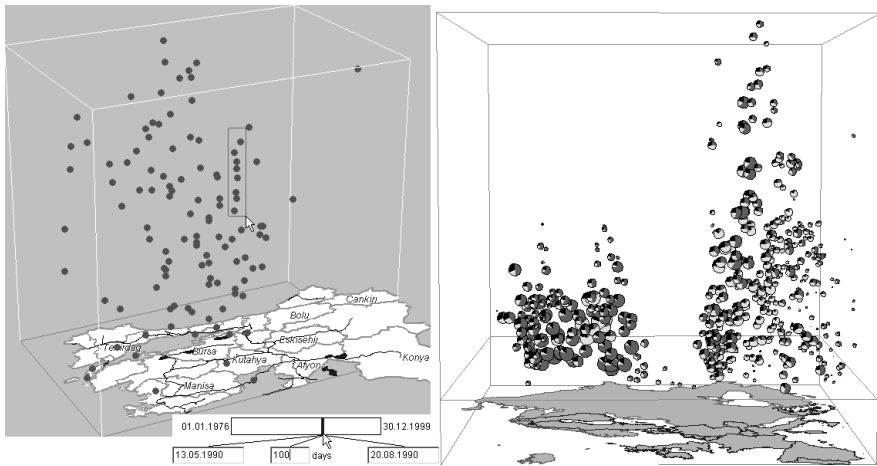 Cankiri
Bolu
Tekirdag
Eskisehir
Bursa
Kutahya
Afyon
Konya
Manisa
01.01.1976
30.12.1999
13.05.1990
100
days
20.08.1990